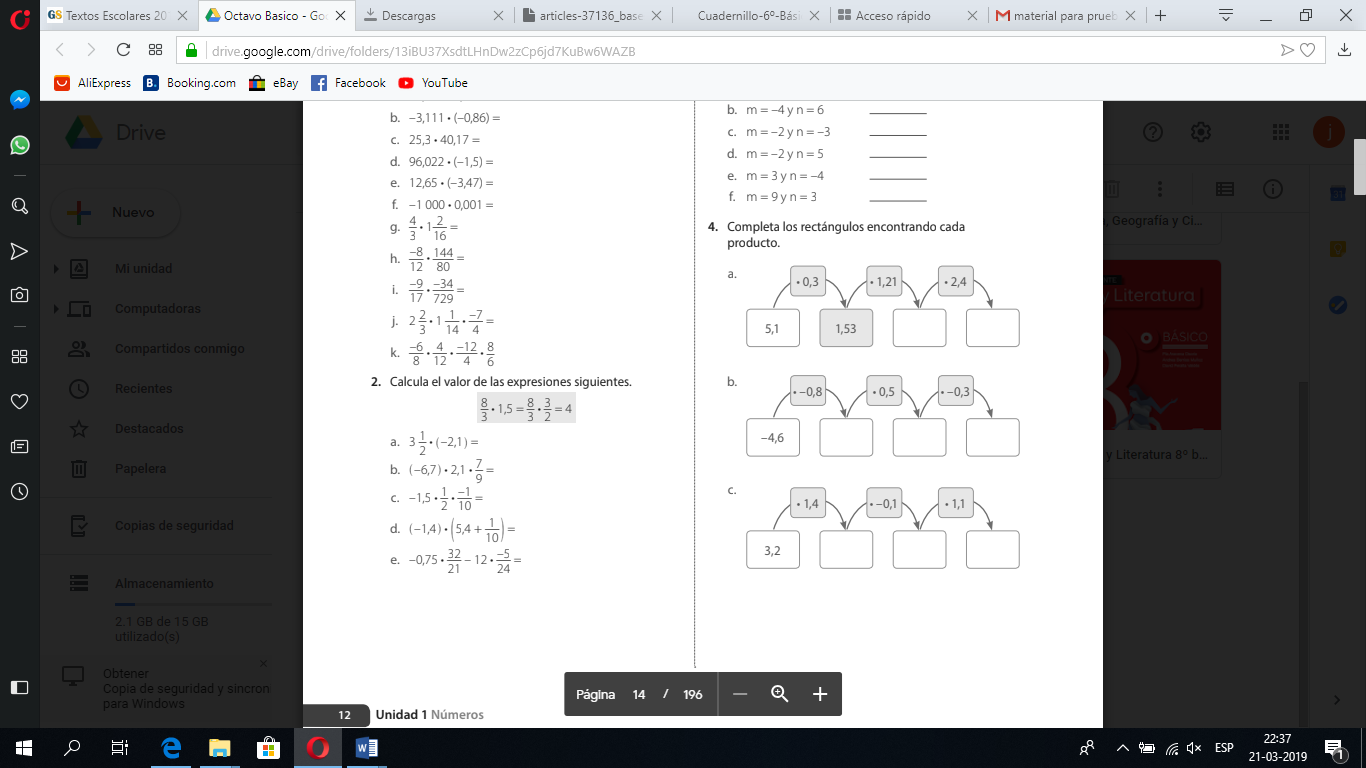 Textos Escolares 20
Octavo Basico - Go
Descargas
articles-37136_base
Cuadernillo-6º-Bási
Acceso rápido
material para prueb
drive.google.com/drive/folders/13iBU37XsdtLHnDw2zCp6jd7KuBw6WAZB
AliExpress
Booking.com
eBay
Facebook
YouTube
Drive
Nuevo
Mi unidad
Computadoras
Compartidos conmigo
Recientes
Destacados
Papelera
Copias de seguridad
Almacenamiento
2.1 GB de 15 GB
utilizado(s)
Obtener
Copia de seguridad y sincron
para Windows
b. –3,111 • (–0,86) =
c. 25,3 • 40,17 =
d. 96,022 • (–1,5) =
e. 12,65 • (–3,47) =
f. –1 000 • 0,001 =
g. 4/3 • 1 2/16 =
h. –8/12 • 144/80 =
i. –9/17 • –34/729 =
j. 2 2/3 • 1 1/14 • –7/4 =
k. –6/8 • 4/12 • –12/4 • 8/6
2. Calcula el valor de las expresiones siguientes.
8/3 • 1,5 = 8/3 • 3/2 = 4
a. 3 1/2 • (–2,1) =
b. (–6,7) • 2,1 • 7/9 =
c. –1,5 • 1/2 • –1/10 =
d. (–1,4) • (5,4 + 1/10) =
e. –0,75 • 32/21 – 12 • –5/24 =
b. m = –4 y n = 6
c. m = –2 y n = –3
d. m = –2 y n = 5
e. m = 3 y n = –4
f. m = 9 y n = 3
4. Completa los rectángulos encontrando cada
producto.
a.
• 0,3 • 1,21 • 2,4
5,1 1,53
b.
• –0,8 • 0,5 • –0,3
–4,6
c.
• 1,4 • –0,1 • 1,1
3,2
12 Unidad 1 Números
Página 14 / 196
, Geografía y Ci...
y Literatura
BÁSICO
y Literatura 8º b...
j
ESP
22:37
21-03-2019
1